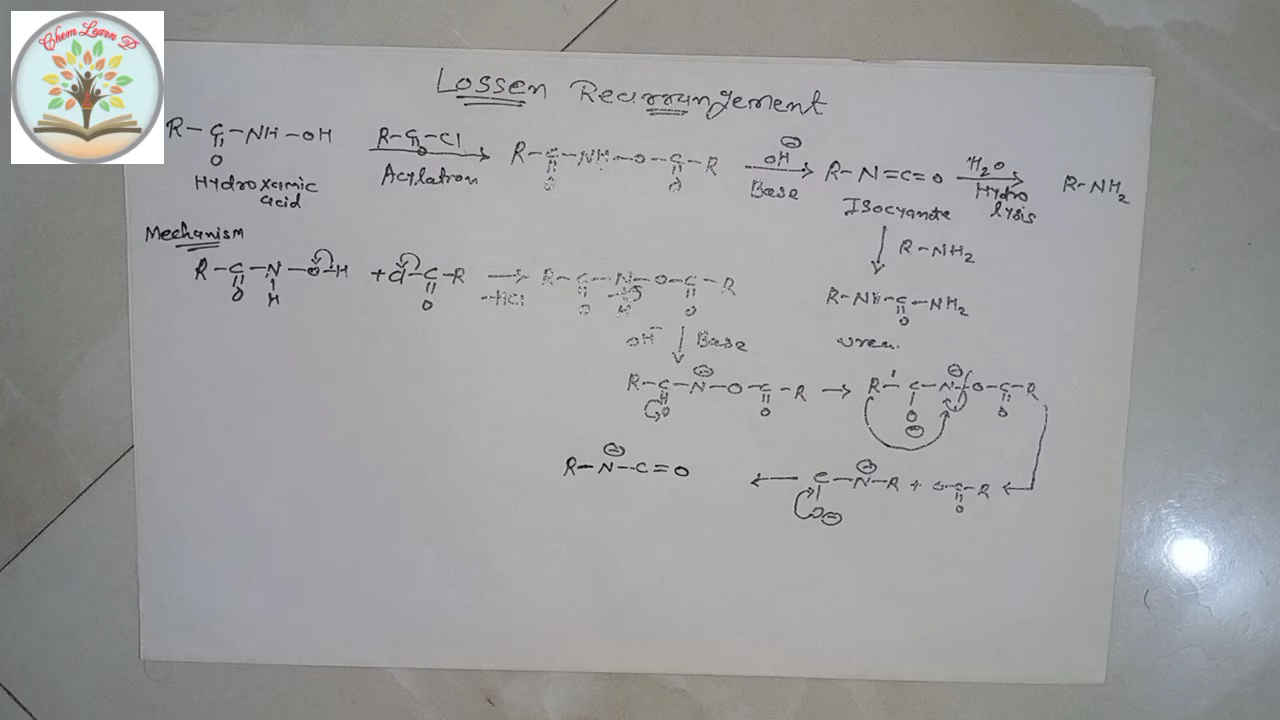 Chem Learn D
Lossen Rearrangement
R-C-NH-OH R-C-Cl R-C-NH-O-C-R OH⊖ R-N=C=O H2O R-NH2
O O O O
Hydroxamic acid Acylation Base Isocyanate Hydrolysis
Mechanism
R-NH2
R-C-N-O-H + Cl-C-R -HCl R-C-N-O-C-R
O H O O H O
R-NH-C-NH2
O
urea
OH- Base
R-C-N-O-C-R R-C-N-O-C-R
⊖ ⊖
O O O O
⊖
R-N-C=O C-N-R + O-C-R
⊖ ⊖
O⊖ O